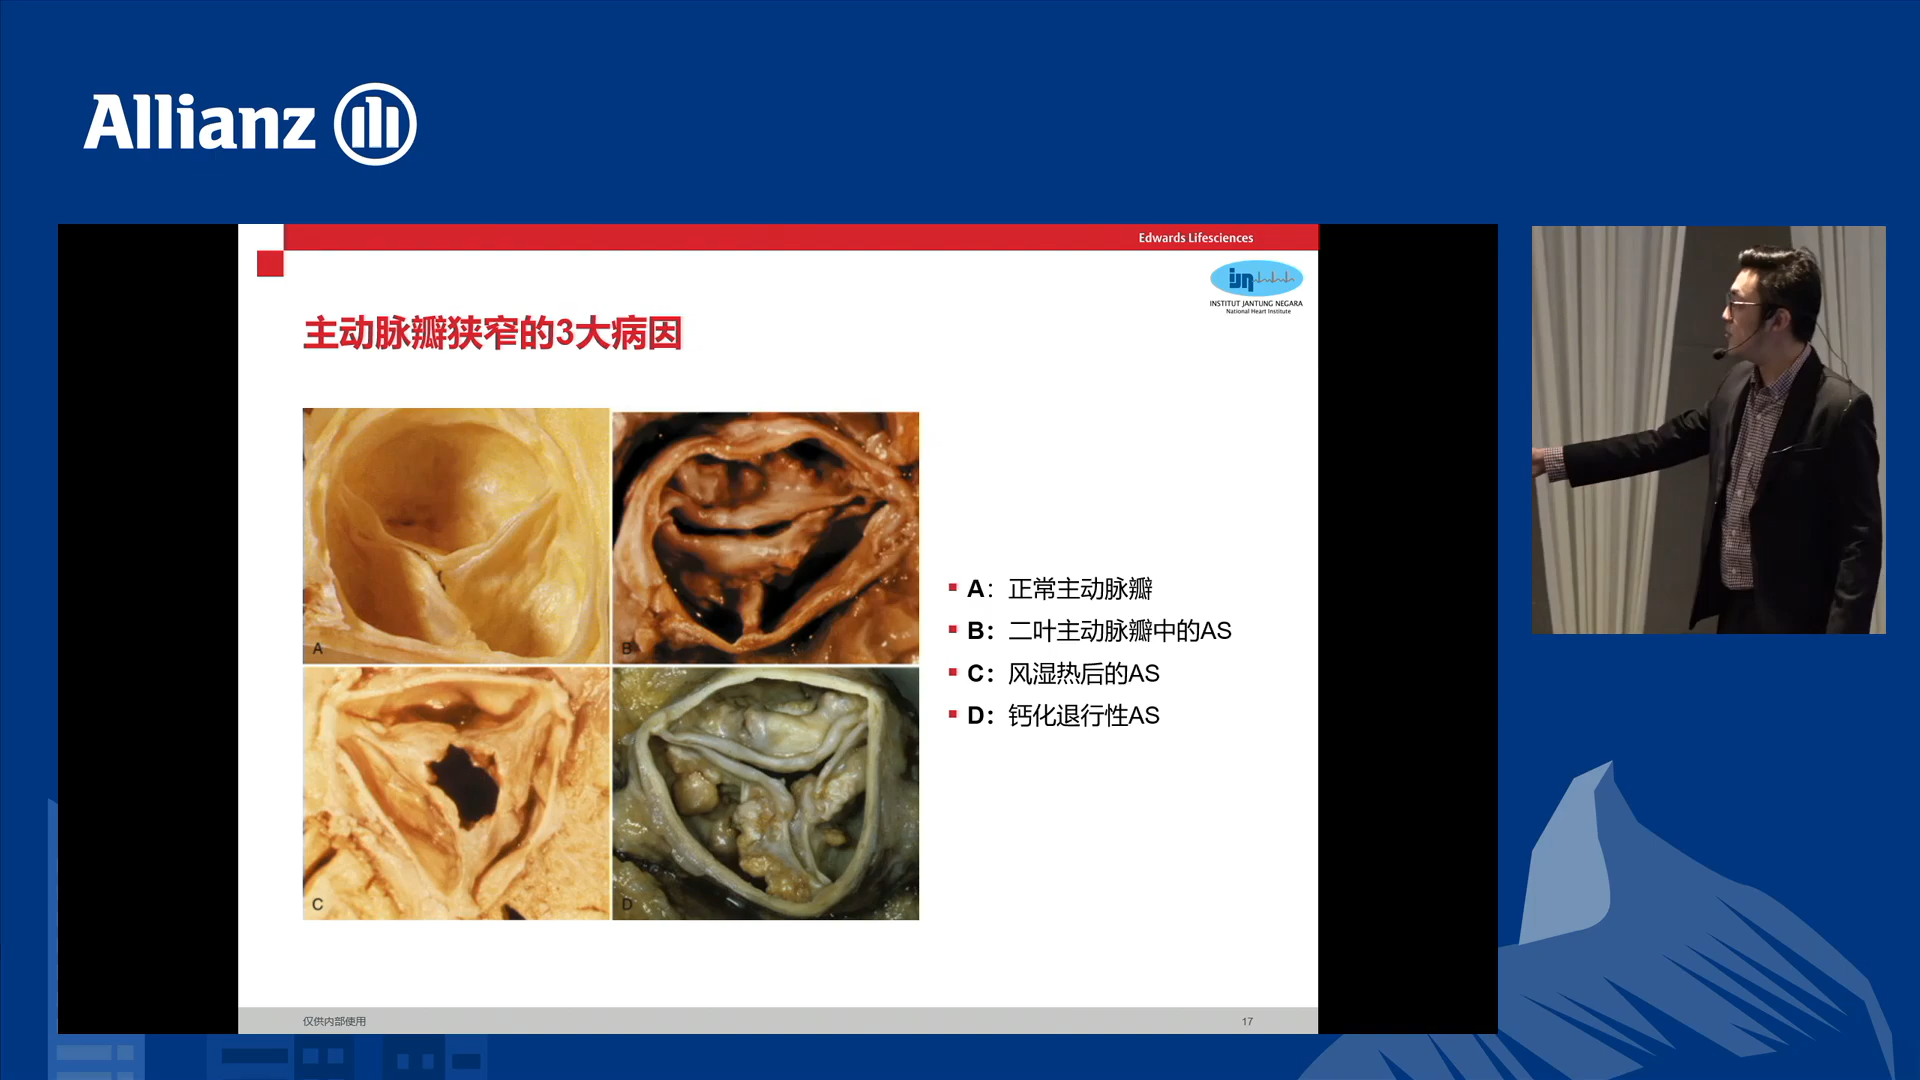 Allianz
Edwards Lifesciences
ijn
INSTITUT JANTUNG NEGARA
National Heart Institute
主动脉瓣狭窄的3大病因
A
B
C
D
A：正常主动脉瓣
B：二叶主动脉瓣中的AS
C：风湿热后的AS
D：钙化退行性AS
仅供内部使用
17